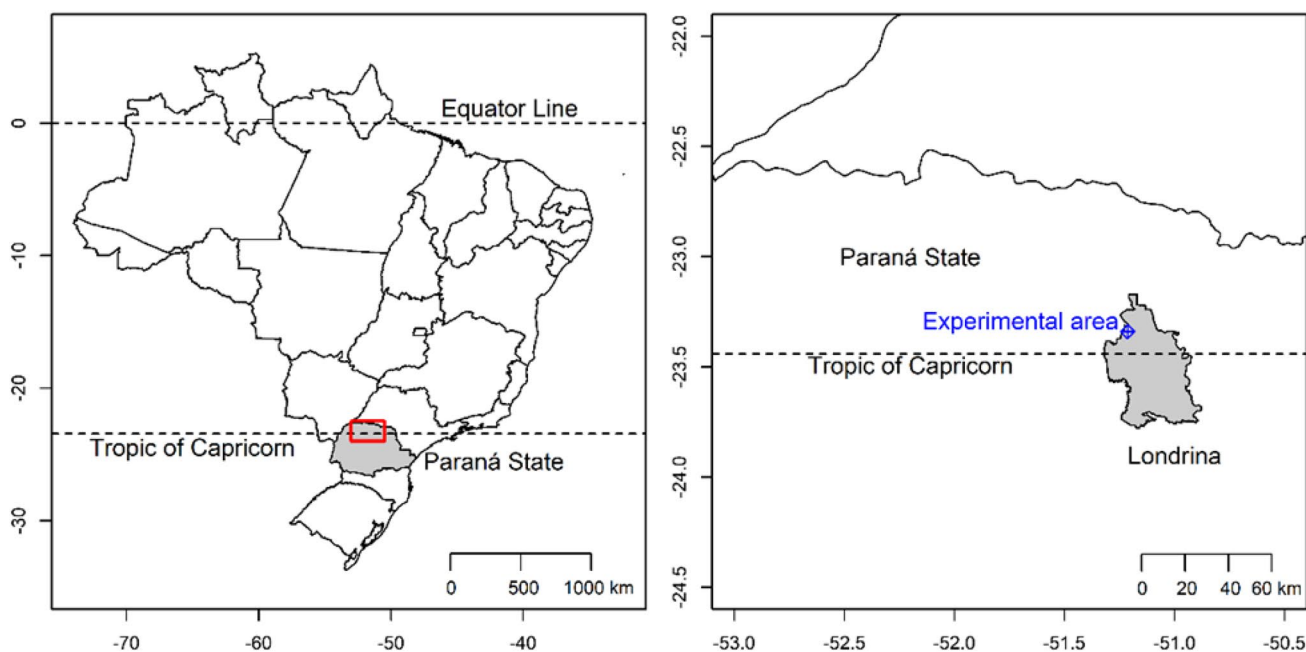 Equator Line
Tropic of Capricorn
Paraná State
0
-10
-20
-30
-70
-60
-50
-40
0
500
1000 km
Paraná State
Experimental area
Tropic of Capricorn
Londrina
-22.0
-22.5
-23.0
-23.5
-24.0
-24.5
-53.0
-52.5
-52.0
-51.5
-51.0
-50.5
0
20
40
60 km